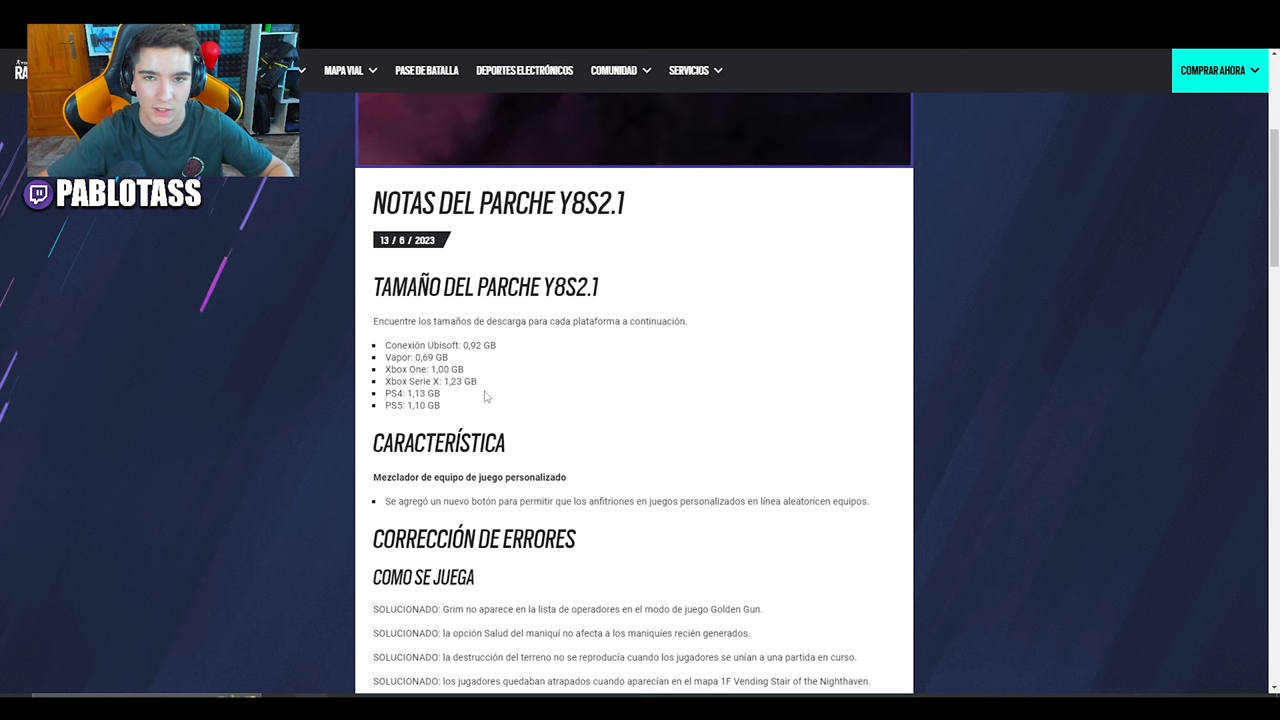 RA
MAPA VIAL
PASE DE BATALLA
DEPORTES ELECTRÓNICOS
COMUNIDAD
SERVICIOS
COMPRAR AHORA
PABLOTASS
NOTAS DEL PARCHE Y8S2.1
13 / 6 / 2023
TAMAÑO DEL PARCHE Y8S2.1
Encuentre los tamaños de descarga para cada plataforma a continuación.
Conexión Ubisoft: 0,92 GB
Vapor: 0,69 GB
Xbox One: 1,00 GB
Xbox Serie X: 1,23 GB
PS4: 1,13 GB
PS5: 1,10 GB
CARACTERÍSTICA
Mezclador de equipo de juego personalizado
Se agregó un nuevo botón para permitir que los anfitriones en juegos personalizados en línea aleatoricen equipos.
CORRECCIÓN DE ERRORES
COMO SE JUEGA
SOLUCIONADO: Grim no aparece en la lista de operadores en el modo de juego Golden Gun.
SOLUCIONADO: la opción Salud del maniquí no afecta a los maniquíes recién generados.
SOLUCIONADO: la destrucción del terreno no se reproducía cuando los jugadores se unían a una partida en curso.
SOLUCIONADO: los jugadores quedaban atrapados cuando aparecían en el mapa 1F Vending Stair of the Nighthaven.